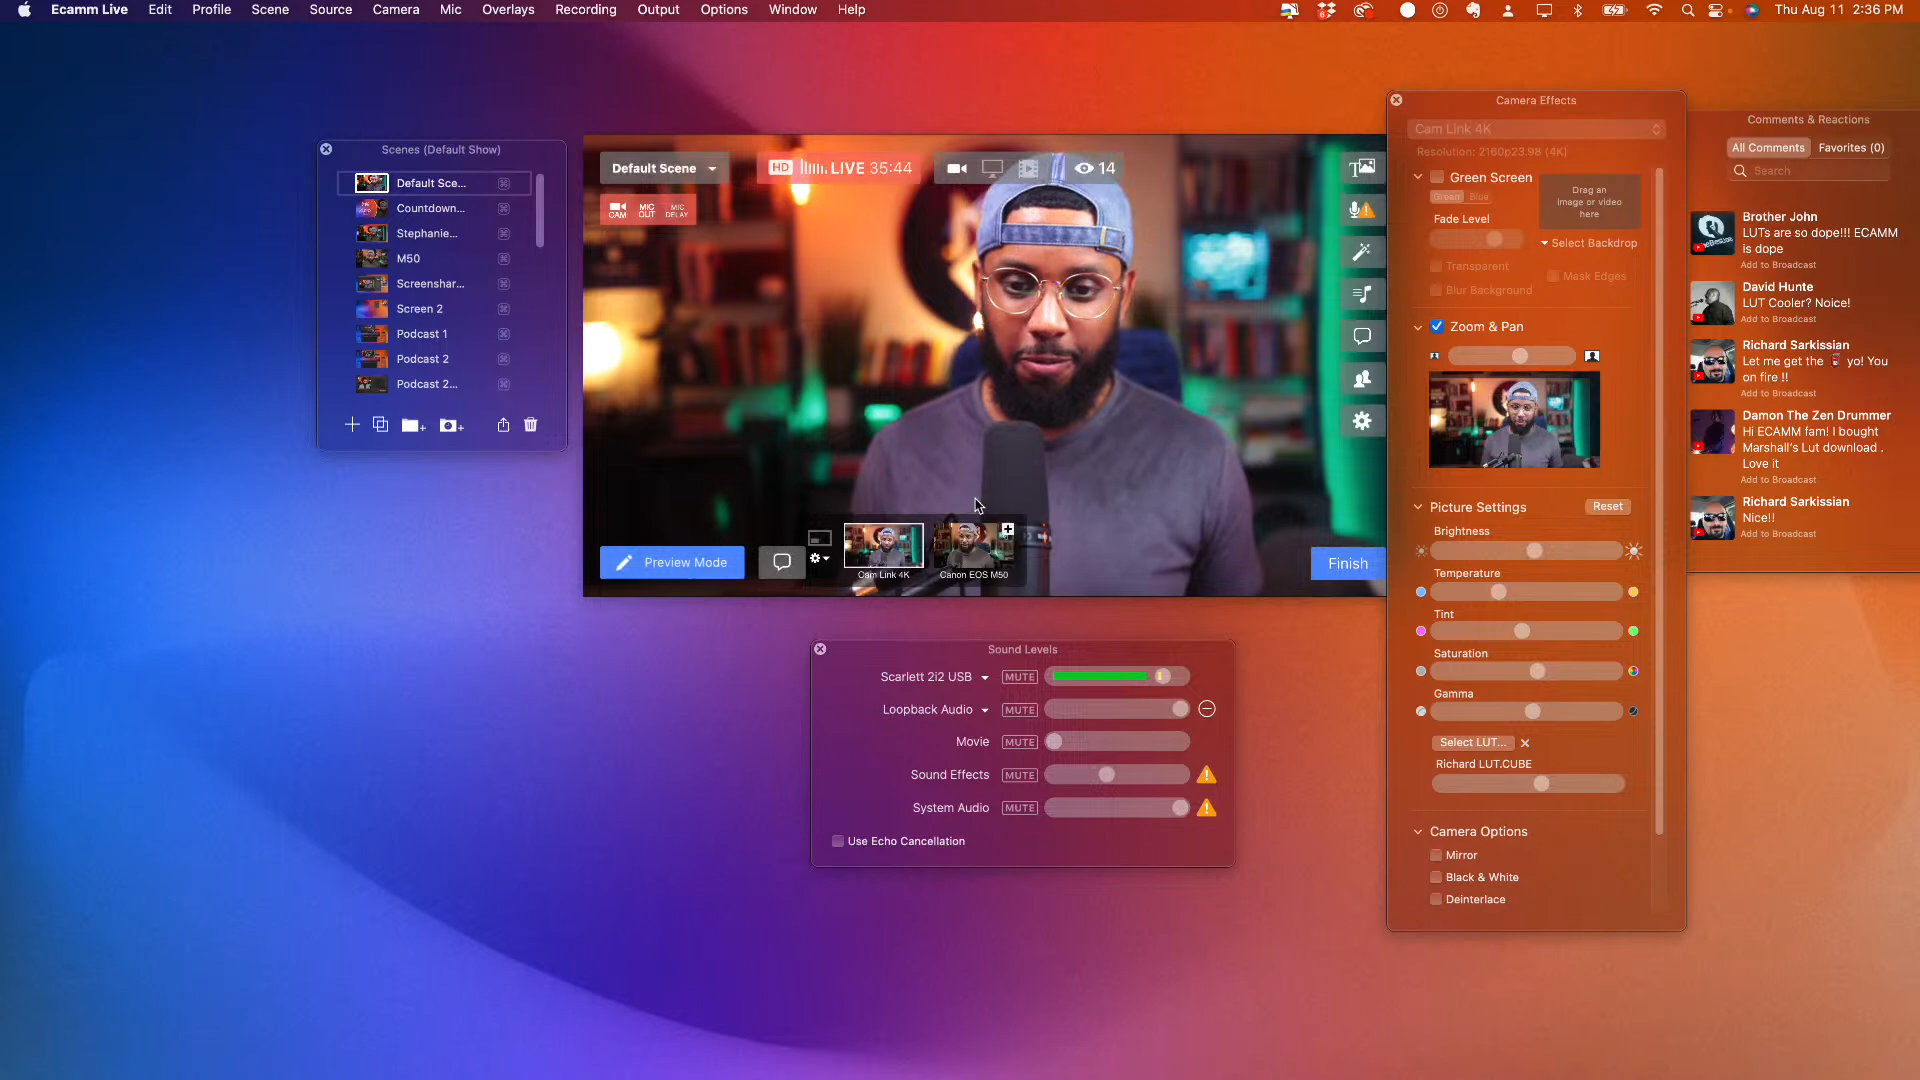 Ecamm Live Edit Profile Scene Source Camera Mic Overlays Recording Output Options Window Help
Thu Aug 11 2:36 PM
Scenes (Default Show)
Default Sce...
Countdown...
Stephanie...
M50
Screenshar...
Screen 2
Podcast 1
Podcast 2
Podcast 2...
Default Scene
HD LIVE 35:44
14
CAM
MIC OUT
MIC DELAY
Preview Mode
Cam Link 4K
Canon EOS M50
Finish
Sound Levels
Scarlett 2i2 USB MUTE
Loopback Audio MUTE
Movie MUTE
Sound Effects MUTE
System Audio MUTE
Use Echo Cancellation
Camera Effects
Cam Link 4K
Resolution: 2160p23.98 (4K)
Green Screen
Green Blue
Drag an
image or video
here
Fade Level
Select Backdrop
Transparent
Mask Edges
Blur Background
Zoom & Pan
Picture Settings Reset
Brightness
Temperature
Tint
Saturation
Gamma
Select LUT...
Richard LUT.CUBE
Camera Options
Mirror
Black & White
Deinterlace
Comments & Reactions
All Comments Favorites (0)
Search
Brother John
LUTs are so dope!!! ECAMM
is dope
Add to Broadcast
David Hunte
LUT Cooler? Noice!
Add to Broadcast
Richard Sarkissian
Let me get the 🥤 yo! You
on fire !!
Add to Broadcast
Damon The Zen Drummer
Hi ECAMM fam! I bought
Marshall's Lut download .
Love it
Add to Broadcast
Richard Sarkissian
Nice!!
Add to Broadcast